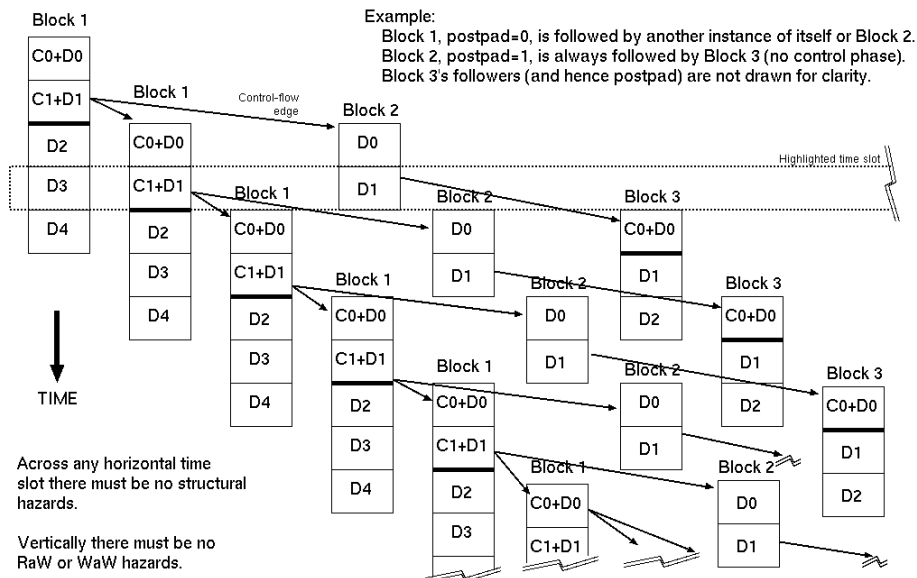 Example:
Block 1, postpad=0, is followed by another instance of itself or Block 2.
Block 2, postpad=1, is always followed by Block 3 (no control phase).
Block 3's followers (and hence postpad) are not drawn for clarity.
Block 1
C0+D0
C1+D1
D2
D3
D4
Control-flow
edge
Block 1
C0+D0
C1+D1
D2
D3
D4
Block 2
D0
D1
Highlighted time slot
Block 1
C0+D0
C1+D1
D2
D3
D4
Block 2
D0
D1
Block 3
C0+D0
D1
D2
Block 1
C0+D0
C1+D1
D2
D3
D4
Block 2
D0
D1
Block 3
C0+D0
D1
D2
Block 1
C0+D0
C1+D1
D2
D3
Block 2
D0
D1
Block 3
C0+D0
D1
D2
Block 1
C0+D0
C1+D1
Block 2
D0
D1
TIME
Across any horizontal time
slot there must be no structural
hazards.
Vertically there must be no
RaW or WaW hazards.